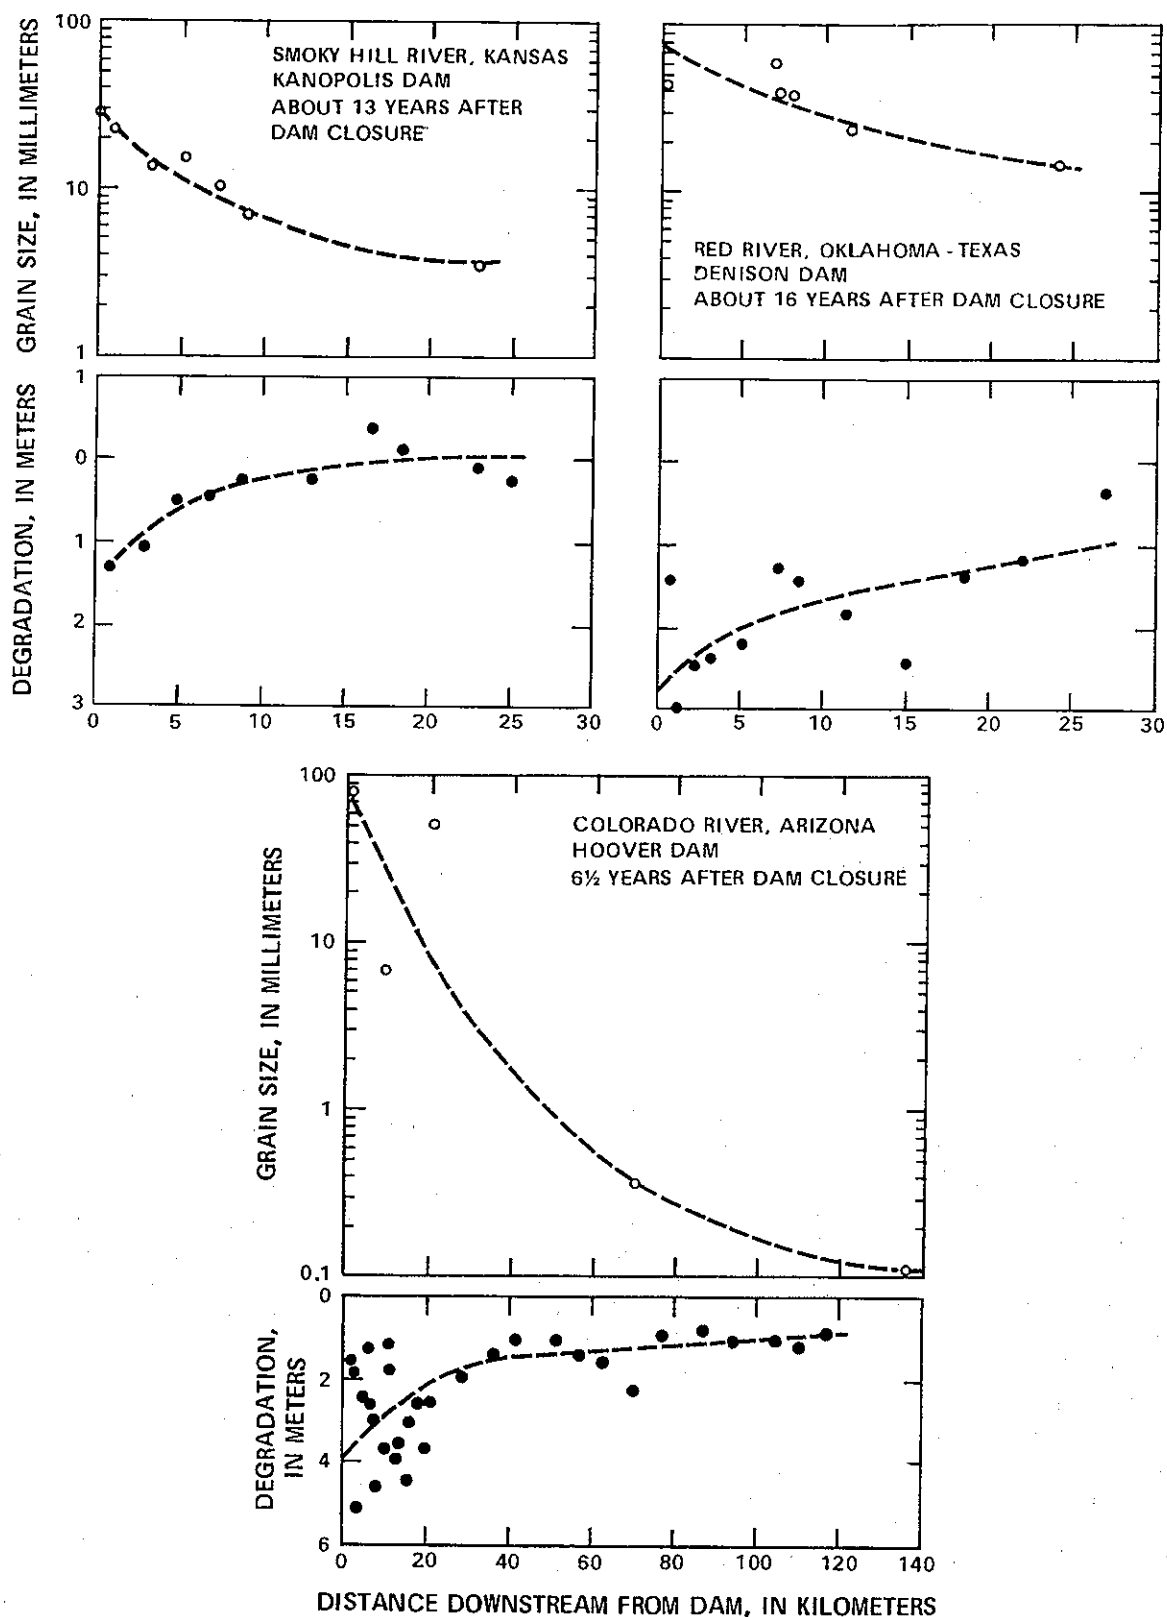 GRAIN SIZE, IN MILLIMETERS
100
10
1
SMOKY HILL RIVER, KANSAS
KANOPOLIS DAM
ABOUT 13 YEARS AFTER
DAM CLOSURE
RED RIVER, OKLAHOMA - TEXAS
DENISON DAM
ABOUT 16 YEARS AFTER DAM CLOSURE
DEGRADATION, IN METERS
1
0
1
2
3
0 5 10 15 20 25 30
0 5 10 15 20 25 30
GRAIN SIZE, IN MILLIMETERS
100
10
1
0.1
COLORADO RIVER, ARIZONA
HOOVER DAM
6½ YEARS AFTER DAM CLOSURE
DEGRADATION,
IN METERS
0
2
4
6
0 20 40 60 80 100 120 140
DISTANCE DOWNSTREAM FROM DAM, IN KILOMETERS